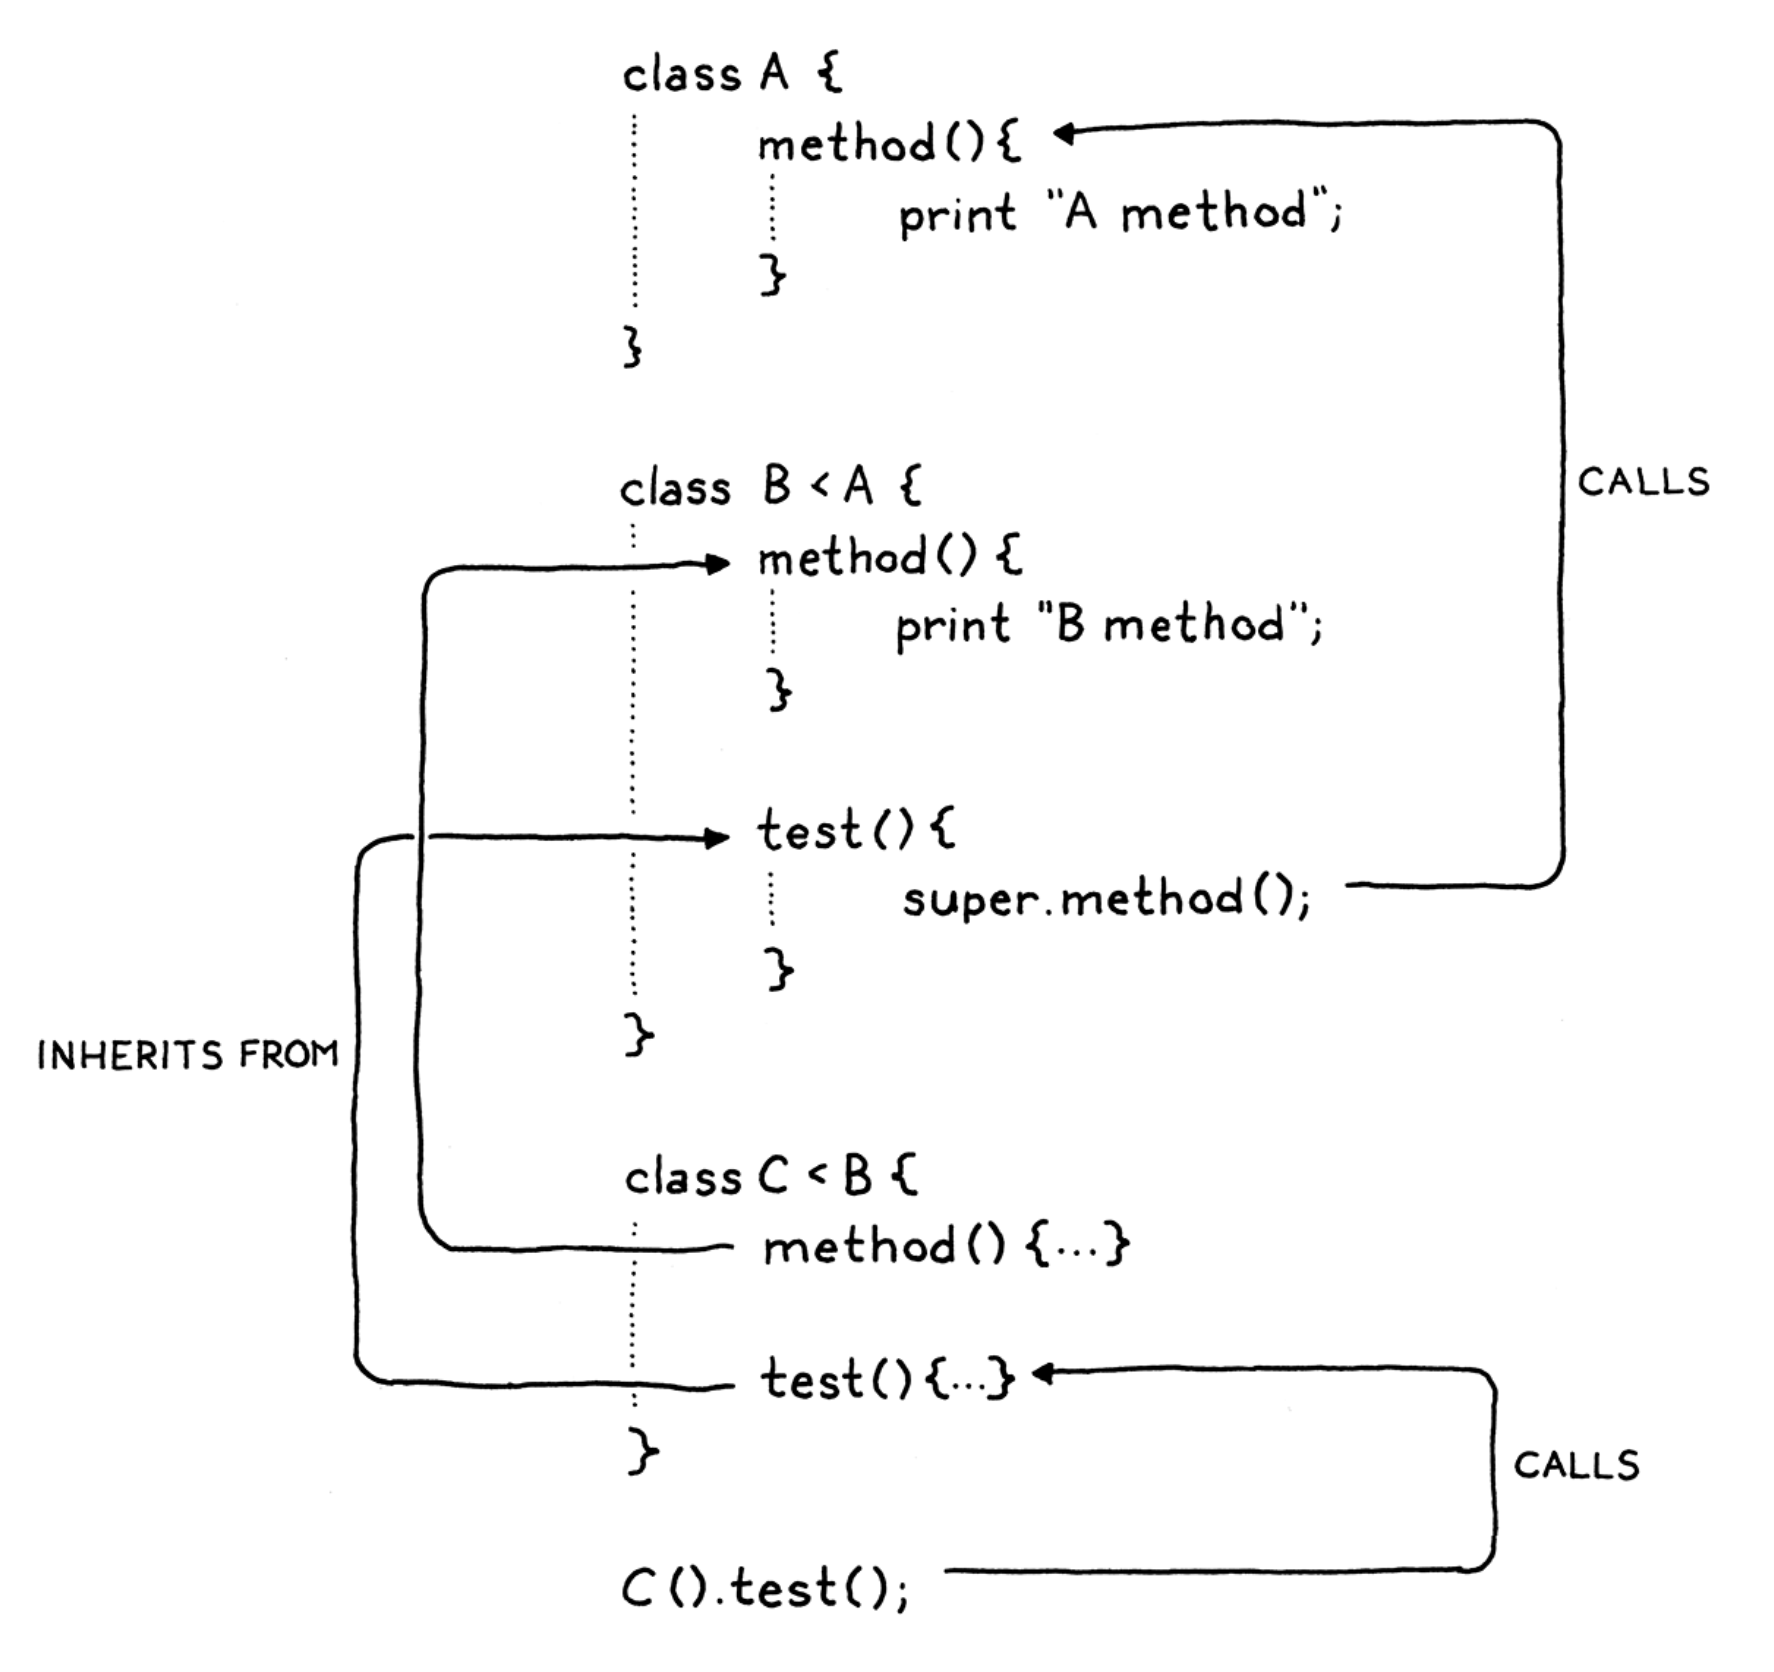 class A {
method(){
print "A method";
}
}
class B < A {
CALLS
method() {
print "B method";
}
test(){
super.method();
}
}
INHERITS FROM
class C < B {
method() {...}
test(){...}
}
CALLS
C().test();